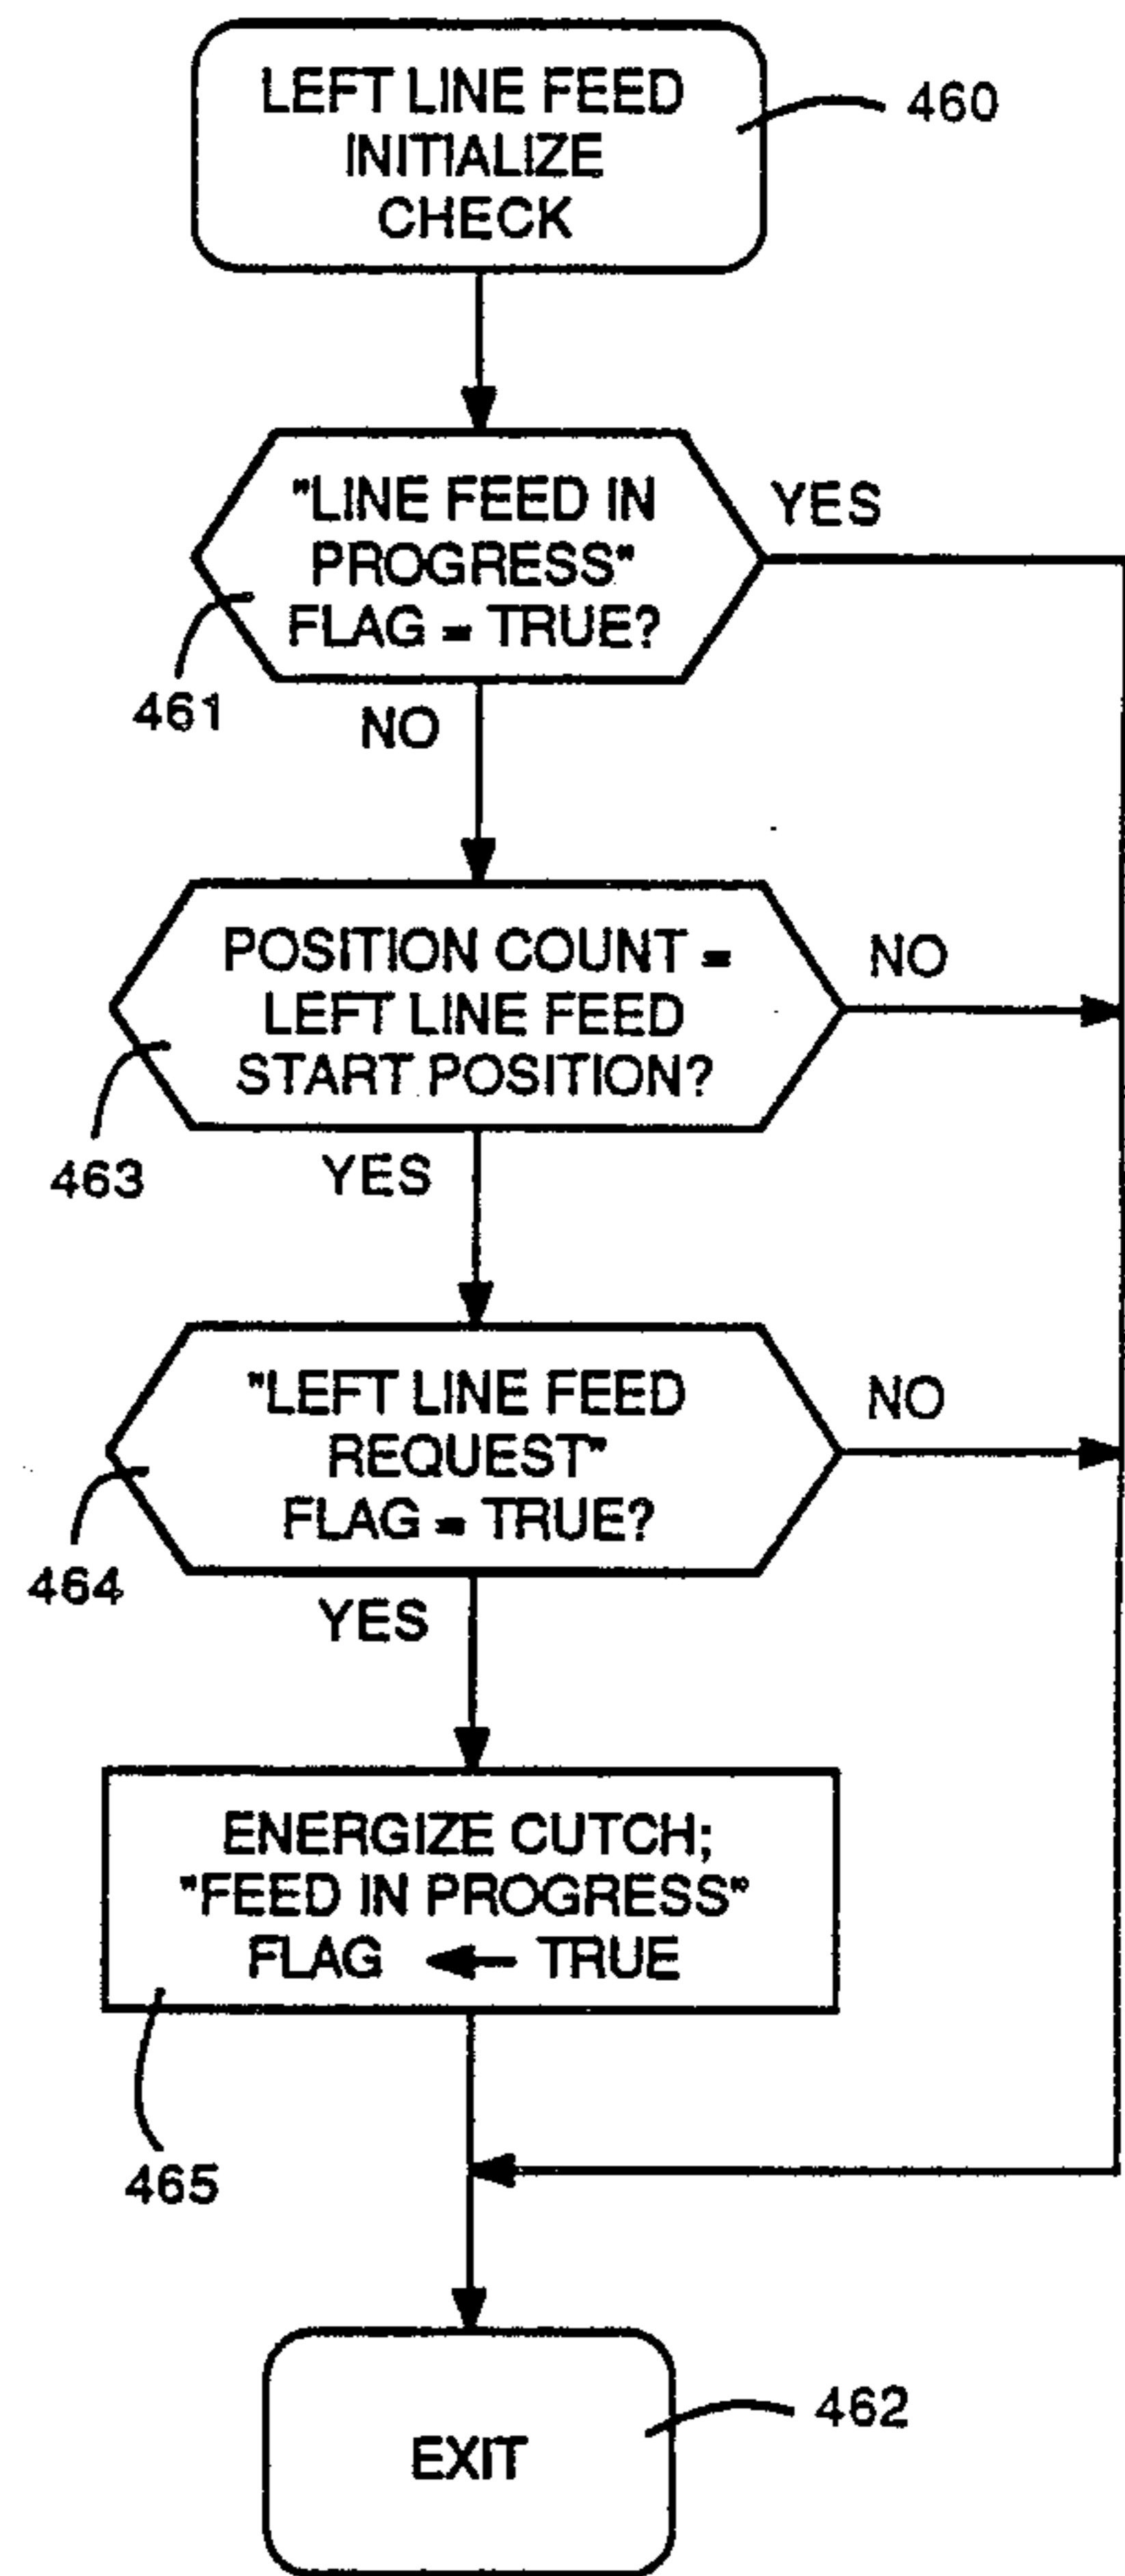 LEFT LINE FEED
INITIALIZE
CHECK
460
"LINE FEED IN
PROGRESS"
FLAG = TRUE?
YES
461
NO
POSITION COUNT =
LEFT LINE FEED
START POSITION?
NO
463
YES
"LEFT LINE FEED
REQUEST"
FLAG = TRUE?
NO
464
YES
ENERGIZE CUTCH;
"FEED IN PROGRESS"
FLAG ← TRUE
465
EXIT
462